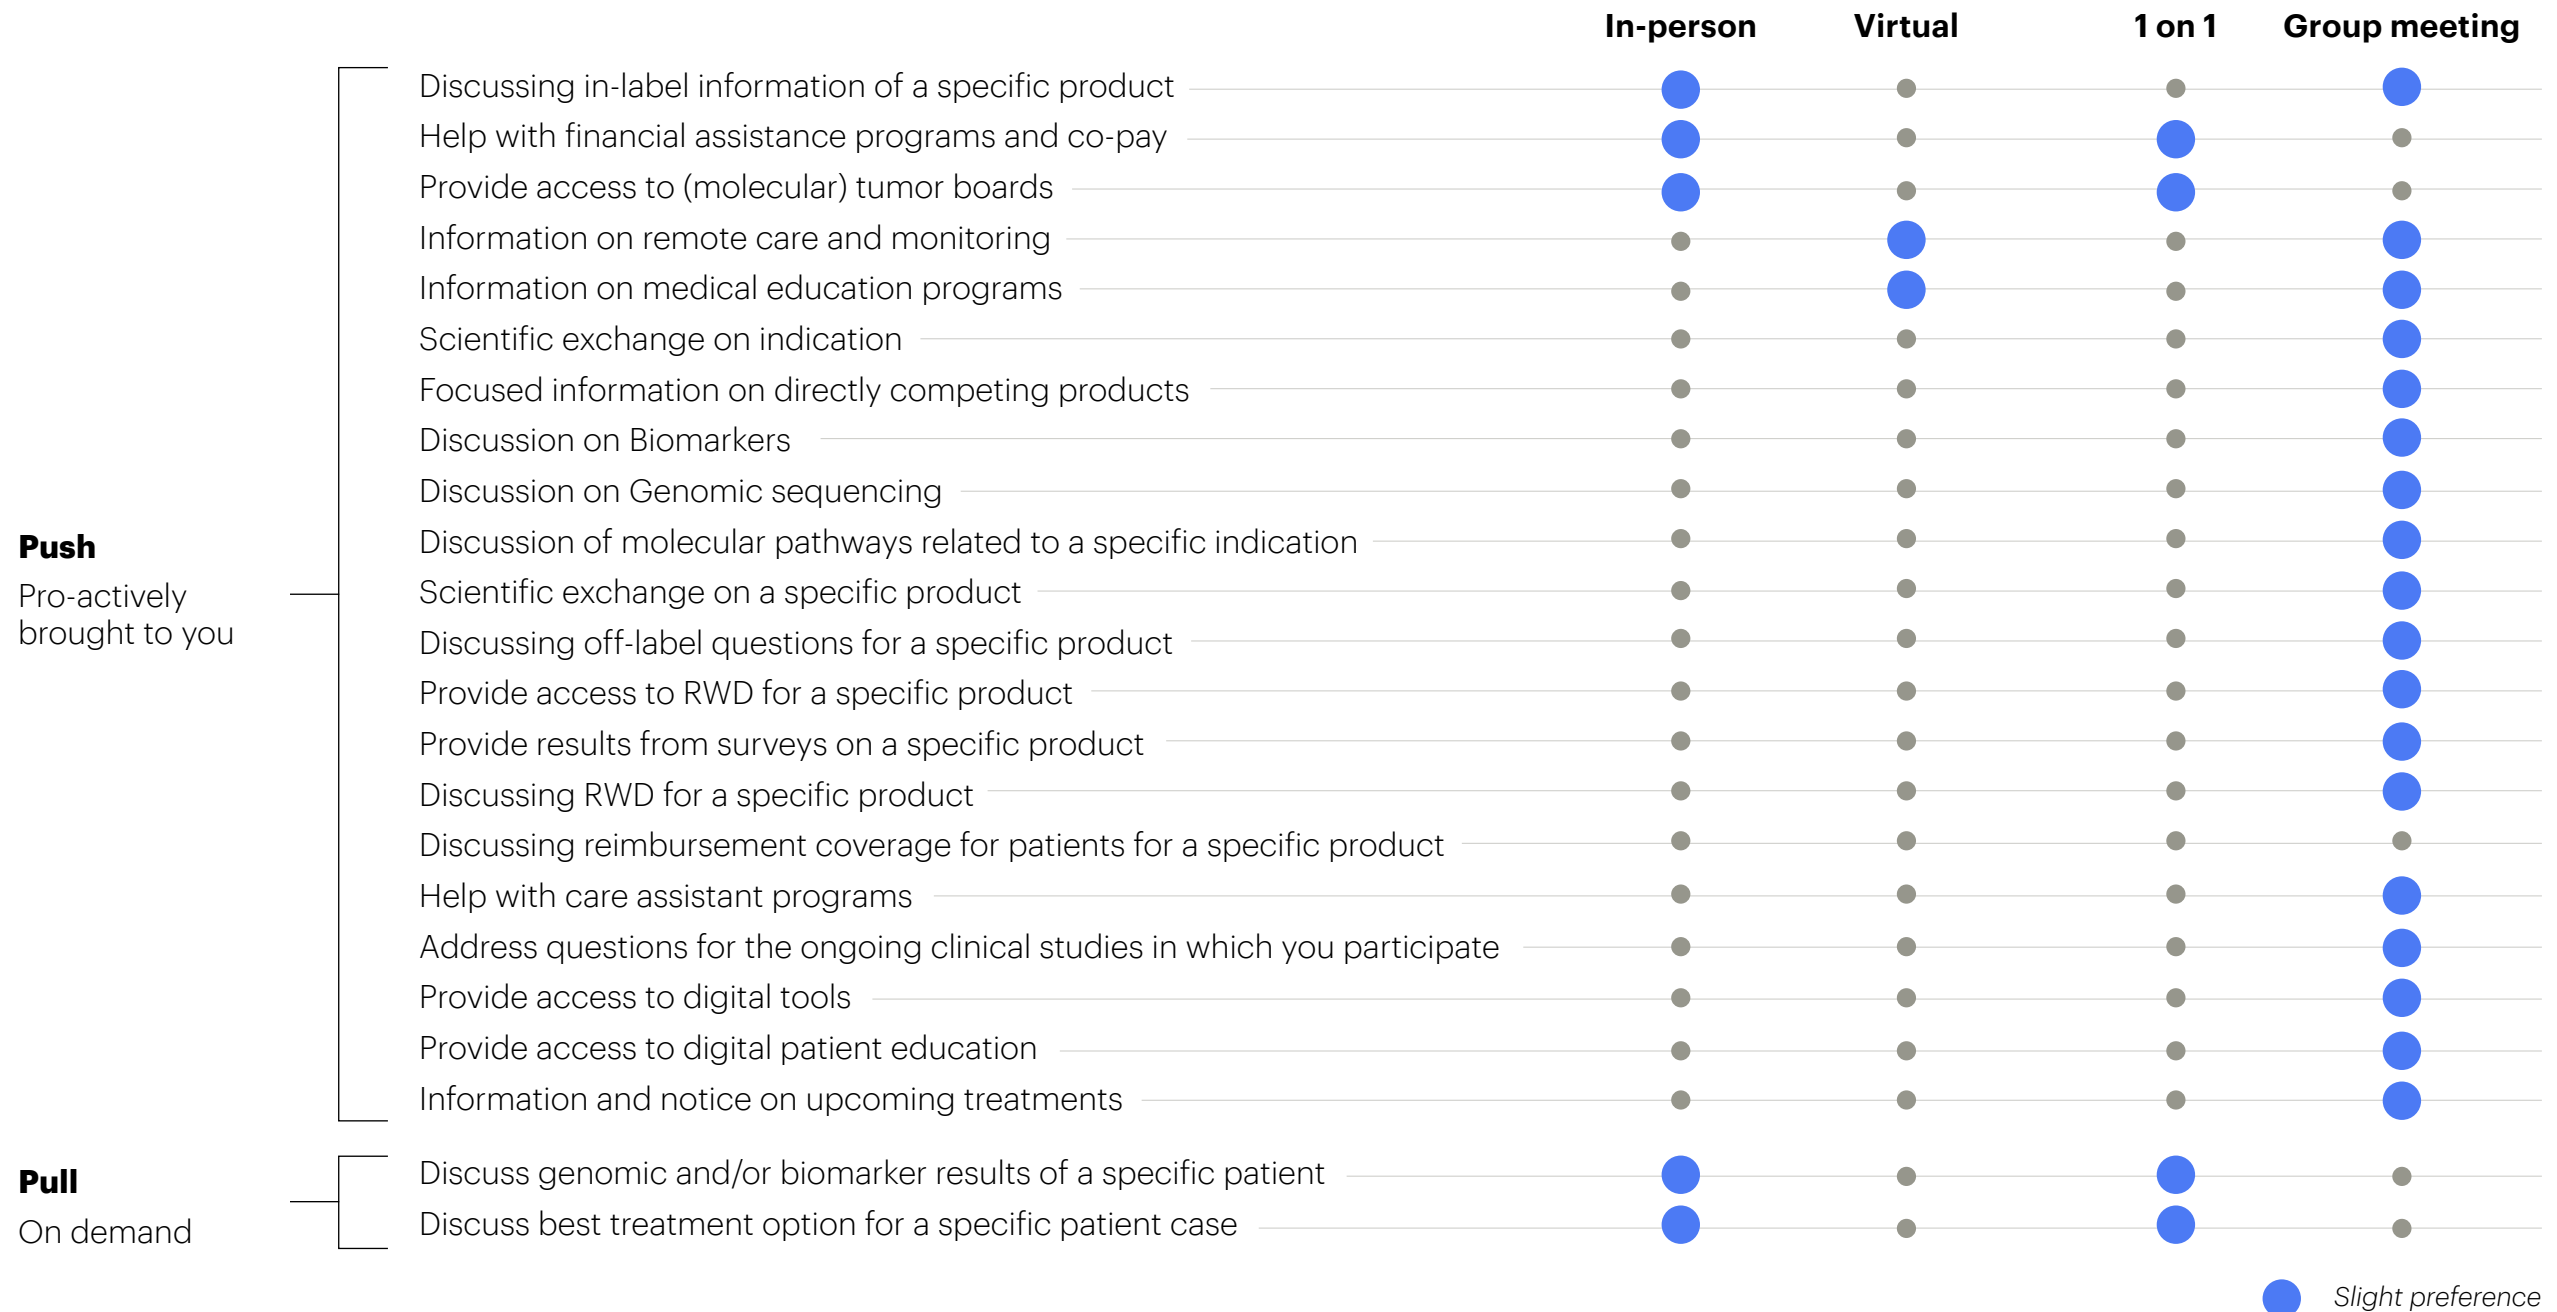 In-person Virtual 1 on 1 Group meeting
Discussing in-label information of a specific product
Help with financial assistance programs and co-pay
Provide access to (molecular) tumor boards
Information on remote care and monitoring
Information on medical education programs
Scientific exchange on indication
Focused information on directly competing products
Discussion on Biomarkers
Discussion on Genomic sequencing
Push
Pro-actively
brought to you
Discussion of molecular pathways related to a specific indication
Scientific exchange on a specific product
Discussing off-label questions for a specific product
Provide access to RWD for a specific product
Provide results from surveys on a specific product
Discussing RWD for a specific product
Discussing reimbursement coverage for patients for a specific product
Help with care assistant programs
Address questions for the ongoing clinical studies in which you participate
Provide access to digital tools
Provide access to digital patient education
Information and notice on upcoming treatments
Pull
On demand
Discuss genomic and/or biomarker results of a specific patient
Discuss best treatment option for a specific patient case
Slight preference